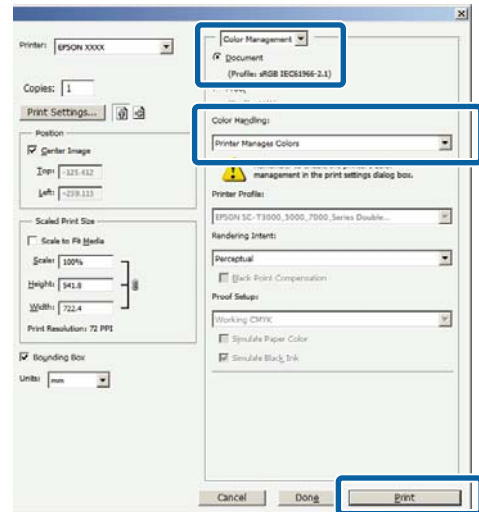 Printer: EPSON XXXX
Copies: 1
Print Settings...
Position
Center Image
Top: -125.412
Left: -259.113
Scaled Print Size
Scale to Fit Media
Scale: 100%
Height: 541.8
Width: 722.4
Print Resolution: 72 PPI
Bounding Box
Units: mm
Color Management
Document
(Profile: sRGB IEC61966-2.1)
Color Handling:
Printer Manages Colors
management in the print settings dialog box.
Printer Profile:
EPSON SC-T3000_5000_7000_Series Double...
Rendering Intent:
Perceptual
Black Point Compensation
Proof Setup:
Working CMYK
Simulate Paper Color
Simulate Black Ink
Cancel
Done
Print